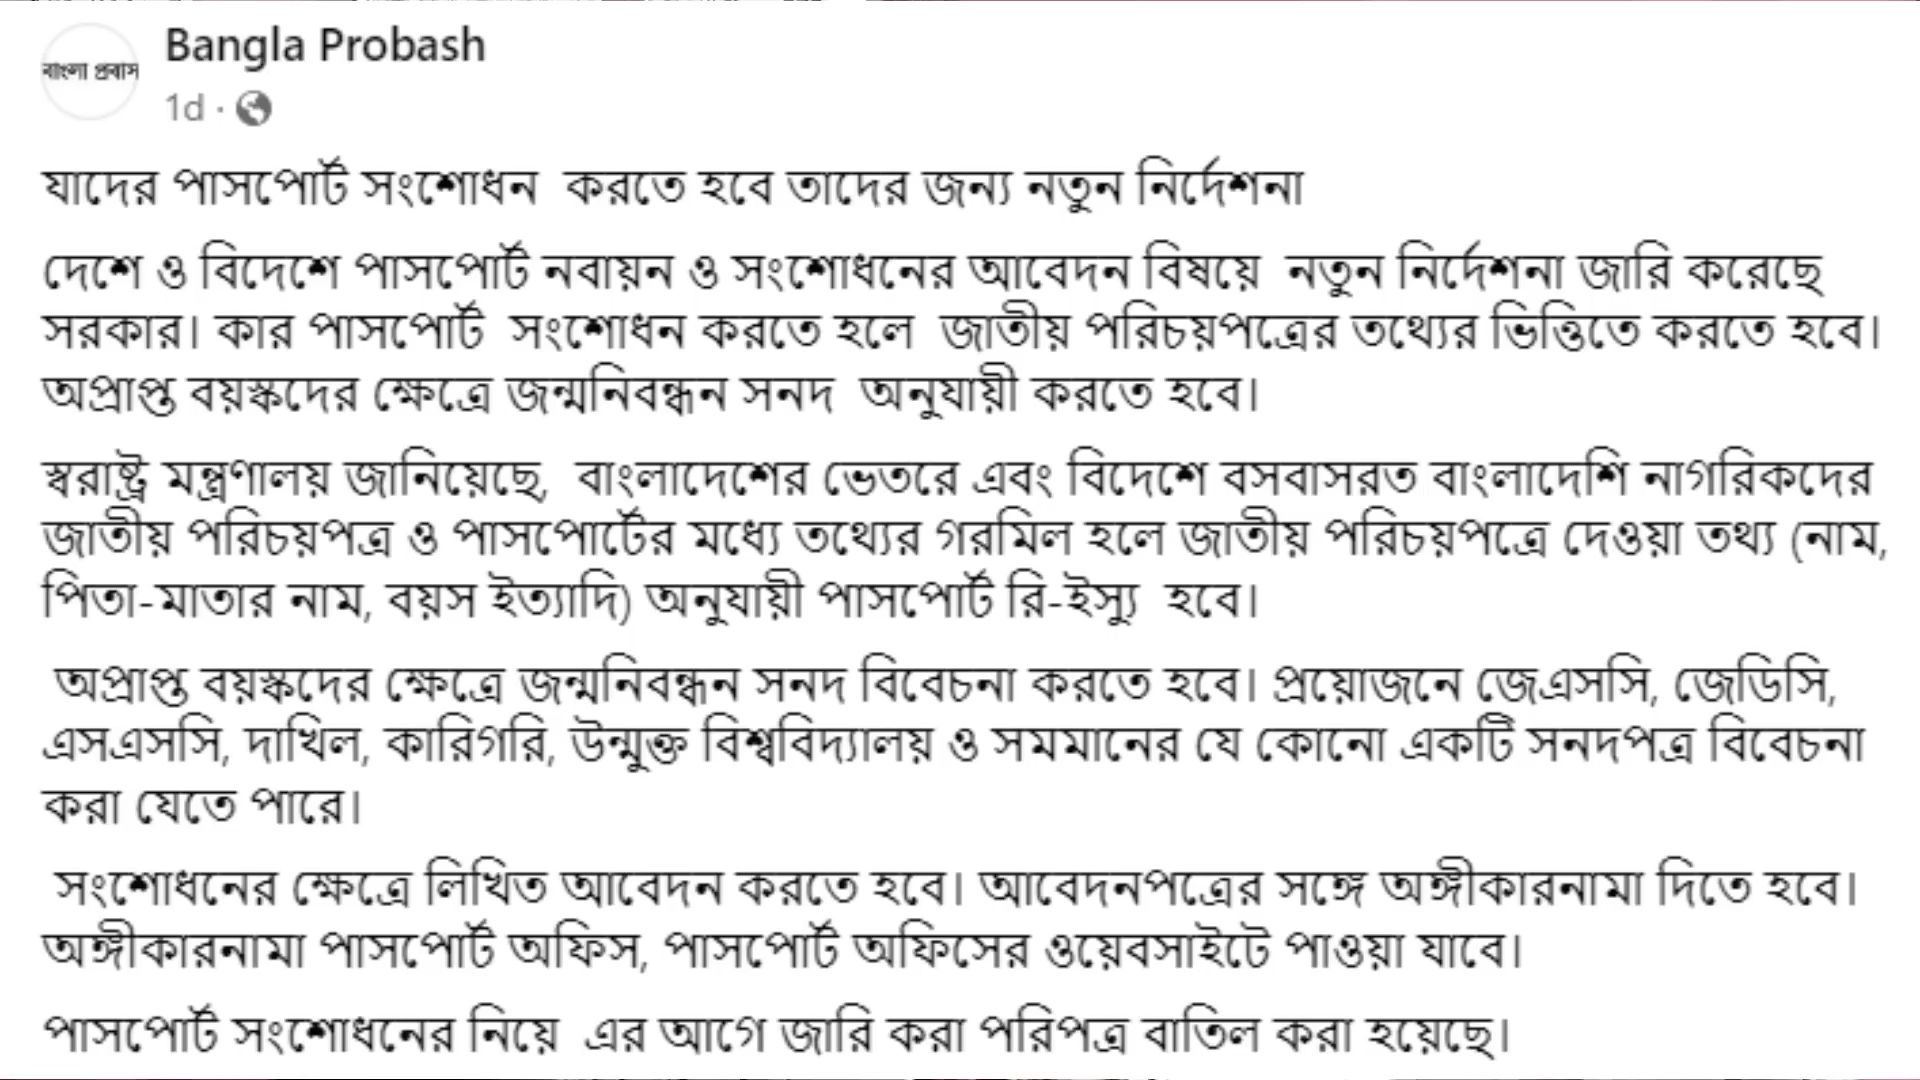 Bangla Probash
বাংলা প্রবাস
1d ·
যাদের পাসপোর্ট সংশোধন করতে হবে তাদের জন্য নতুন নির্দেশনা
দেশে ও বিদেশে পাসপোর্ট নবায়ন ও সংশোধনের আবেদন বিষয়ে নতুন নির্দেশনা জারি করেছে
সরকার। কার পাসপোর্ট সংশোধন করতে হলে জাতীয় পরিচয়পত্রের তথ্যের ভিত্তিতে করতে হবে।
অপ্রাপ্ত বয়স্কদের ক্ষেত্রে জন্মনিবন্ধন সনদ অনুযায়ী করতে হবে।
স্বরাষ্ট্র মন্ত্রণালয় জানিয়েছে, বাংলাদেশের ভেতরে এবং বিদেশে বসবাসরত বাংলাদেশি নাগরিকদের
জাতীয় পরিচয়পত্র ও পাসপোর্টের মধ্যে তথ্যের গরমিল হলে জাতীয় পরিচয়পত্রে দেওয়া তথ্য (নাম,
পিতা-মাতার নাম, বয়স ইত্যাদি) অনুযায়ী পাসপোর্ট রি-ইস্যু হবে।
অপ্রাপ্ত বয়স্কদের ক্ষেত্রে জন্মনিবন্ধন সনদ বিবেচনা করতে হবে। প্রয়োজনে জেএসসি, জেডিসি,
এসএসসি, দাখিল, কারিগরি, উন্মুক্ত বিশ্ববিদ্যালয় ও সমমানের যে কোনো একটি সনদপত্র বিবেচনা
করা যেতে পারে।
সংশোধনের ক্ষেত্রে লিখিত আবেদন করতে হবে। আবেদনপত্রের সঙ্গে অঙ্গীকারনামা দিতে হবে।
অঙ্গীকারনামা পাসপোর্ট অফিস, পাসপোর্ট অফিসের ওয়েবসাইটে পাওয়া যাবে।
পাসপোর্ট সংশোধনের নিয়ে এর আগে জারি করা পরিপত্র বাতিল করা হয়েছে।